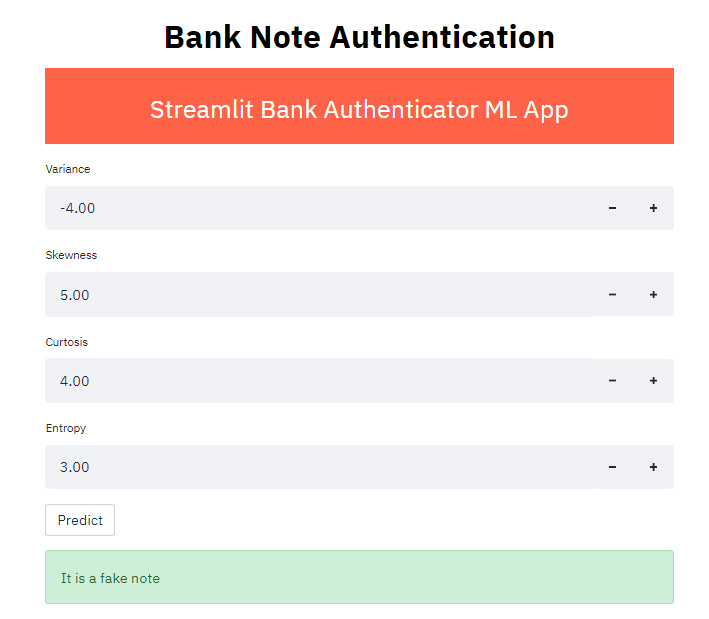 Bank Note Authentication
Streamlit Bank Authenticator ML App
Variance
-4.00 − +
Skewness
5.00 − +
Curtosis
4.00 − +
Entropy
3.00 − +
Predict
It is a fake note